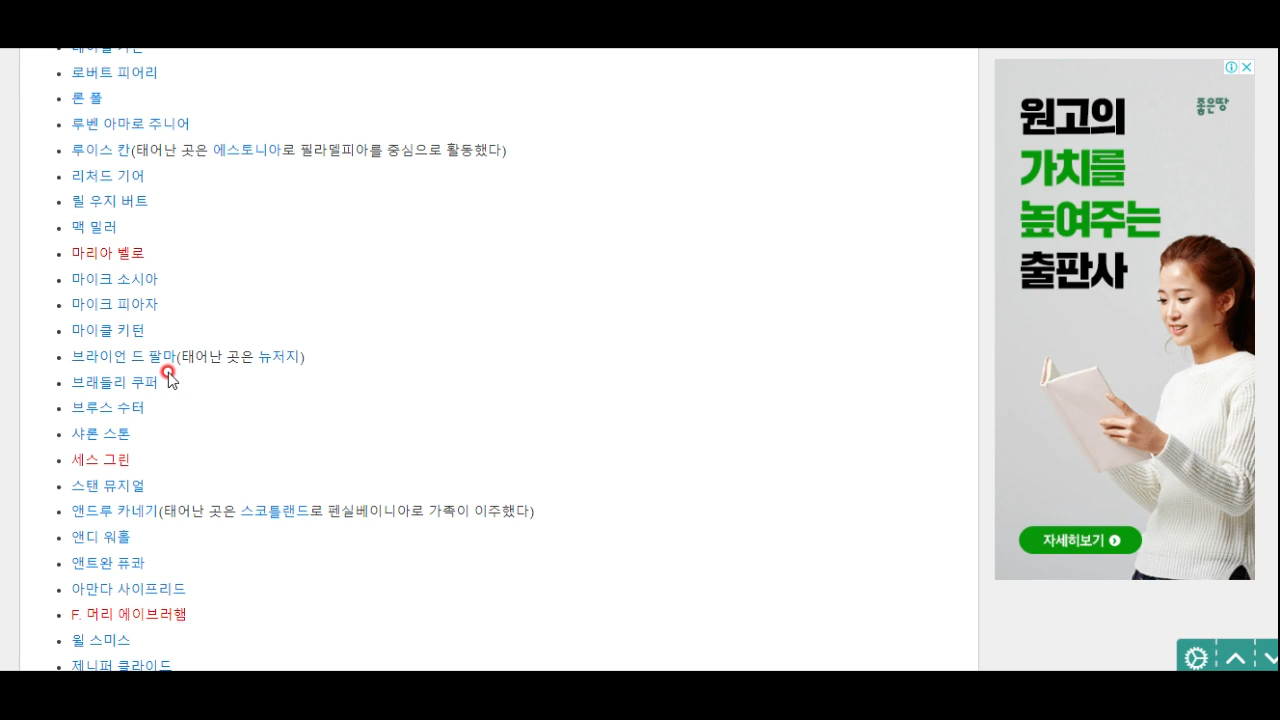 로버트 피어리
론 폴
루벤 아마로 주니어
루이스 칸(태어난 곳은 에스토니아로 필라델피아를 중심으로 활동했다)
리처드 기어
릴 우지 버트
맥 밀러
마리아 벨로
마이크 소시아
마이크 피아자
마이클 키턴
브라이언 드 팔마(태어난 곳은 뉴저지)
브래들리 쿠퍼
브루스 수터
샤론 스톤
세스 그린
스탠 뮤지얼
앤드루 카네기(태어난 곳은 스코틀랜드로 펜실베이니아로 가족이 이주했다)
앤디 워홀
앤트완 퓨콰
아만다 사이프리드
F. 머리 에이브러햄
윌 스미스
제니퍼 클라이드
원고의
가치를
높여주는
출판사
좋은땅
자세히보기